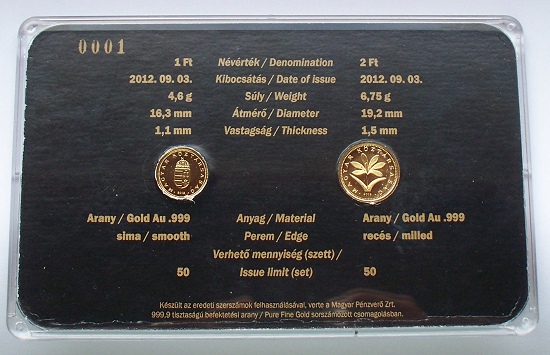 0001
1 Ft Névérték / Denomination 2 Ft
2012. 09. 03. Kibocsátás / Date of issue 2012. 09. 03.
4,6 g Súly / Weight 6,75 g
16,3 mm Átmérő / Diameter 19,2 mm
1,1 mm Vastagság / Thickness 1,5 mm
MAGYAR KÖZTÁRSASÁG MAGYAR KÖZTÁRSASÁG
Arany / Gold Au .999 Anyag / Material Arany / Gold Au .999
sima / smooth Perem / Edge recés / milled
Verhető mennyiség (szett) /
50 Issue limit (set) 50
Készült az eredeti szerszámok felhasználásával, verte a Magyar Pénzverő Zrt.
999,9 tisztaságú befektetési arany / Pure Fine Gold sorszámozott csomagolásban.